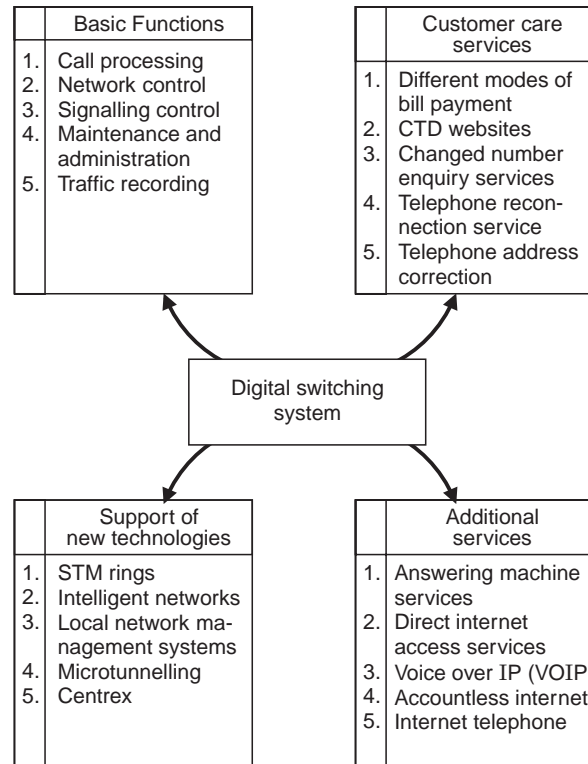 Basic Functions
1. Call processing
2. Network control
3. Signalling control
4. Maintenance and
administration
5. Traffic recording
Customer care
services
1. Different modes of
bill payment
2. CTD websites
3. Changed number
enquiry services
4. Telephone recon-
nection service
5. Telephone address
correction
Digital switching
system
Support of
new technologies
1. STM rings
2. Intelligent networks
3. Local network ma-
nagement systems
4. Microtunnelling
5. Centrex
Additional
services
1. Answering machine
services
2. Direct internet
access services
3. Voice over IP (VOIP
4. Accountless internet
5. Internet telephone